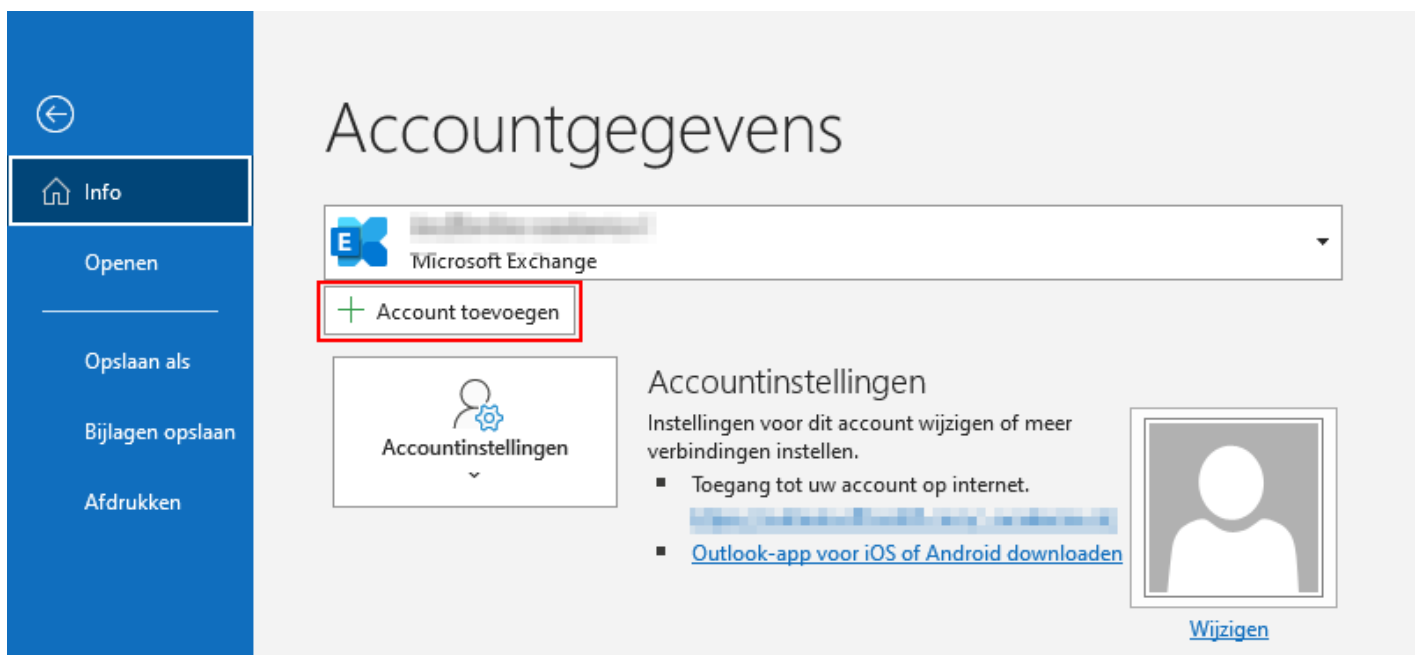 Accountgegevens
Info
Openen
Opslaan als
Bijlagen opslaan
Afdrukken
E
Microsoft Exchange
Account toevoegen
Accountinstellingen
Accountinstellingen
Instellingen voor dit account wijzigen of meer
verbindingen instellen.
Toegang tot uw account op internet.
Outlook-app voor iOS of Android downloaden
Wijzigen